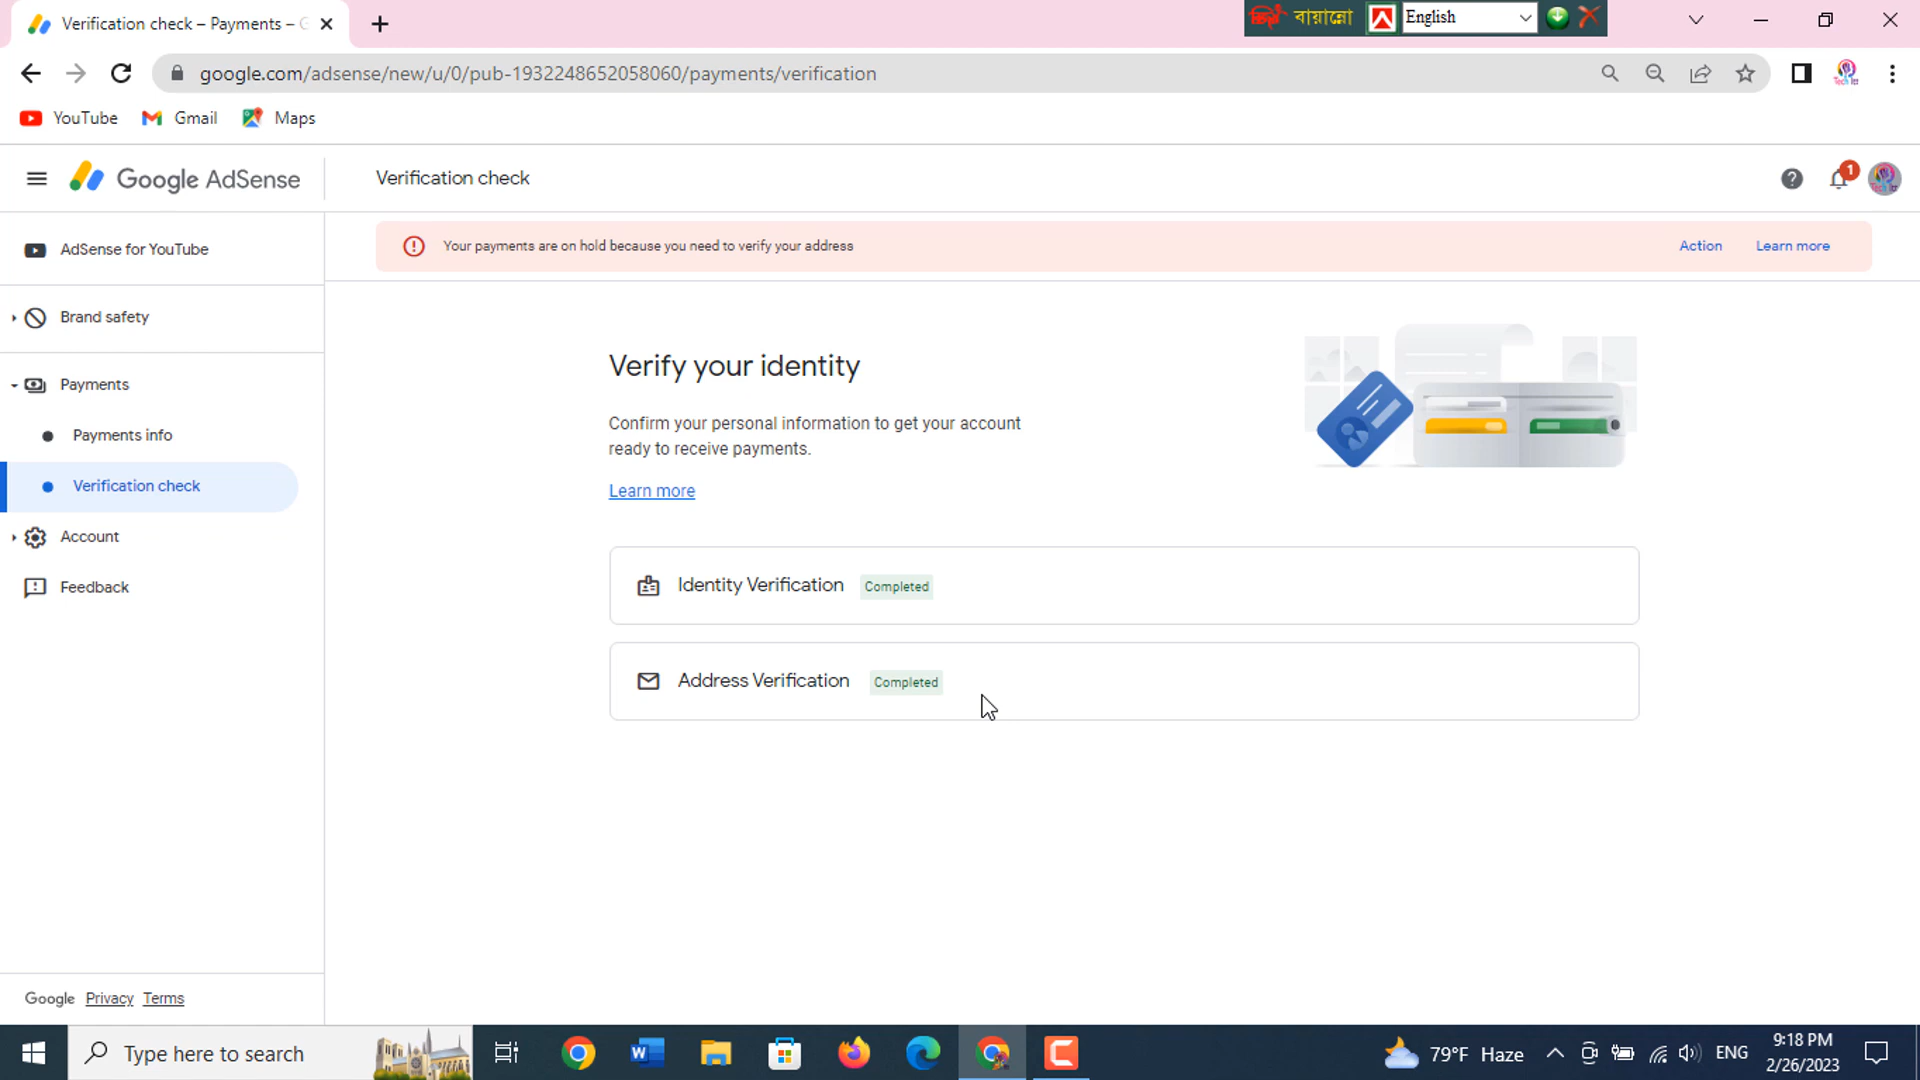 Verification check – Payments – G
বায়ান্নো
English
google.com/adsense/new/u/0/pub-1932248652058060/payments/verification
YouTube Gmail Maps
Google AdSense
Verification check
1
AdSense for YouTube
Your payments are on hold because you need to verify your address
Action
Learn more
Brand safety
Payments
Payments info
Verification check
Account
Feedback
Verify your identity
Confirm your personal information to get your account
ready to receive payments.
Learn more
Identity Verification Completed
Address Verification Completed
Google Privacy Terms
Type here to search
79°F Haze
ENG
9:18 PM
2/26/2023